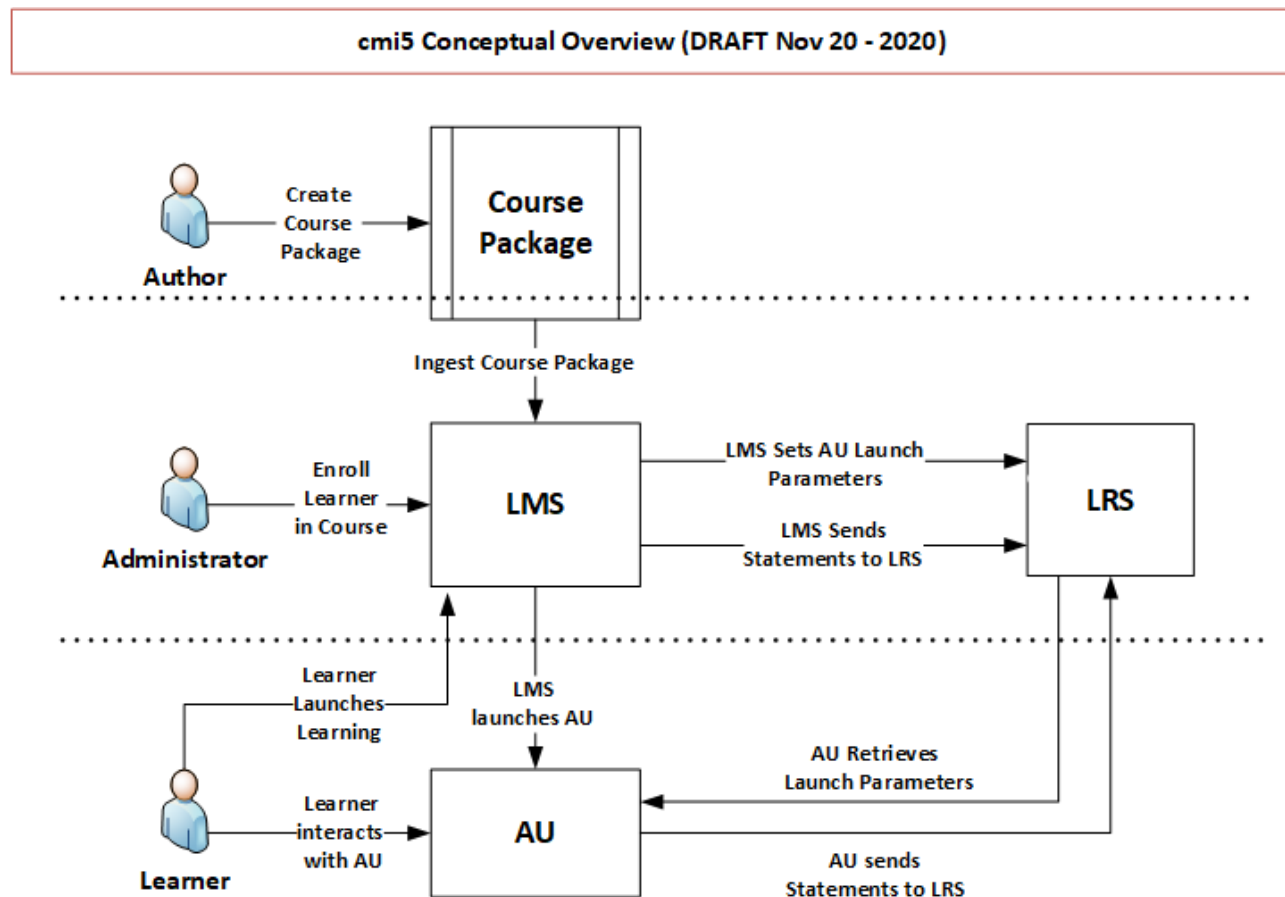 cmi5 Conceptual Overview (DRAFT Nov 20 - 2020)
Create
Course
Package
Author
Course
Package
Ingest Course Package
Enroll
Learner
in Course
Administrator
LMS
LMS Sets AU Launch
Parameters
LMS Sends
Statements to LRS
LRS
Learner
Launches
Learning
LMS
launches AU
AU Retrieves
Launch Parameters
Learner
interacts
with AU
Learner
AU
AU sends
Statements to LRS